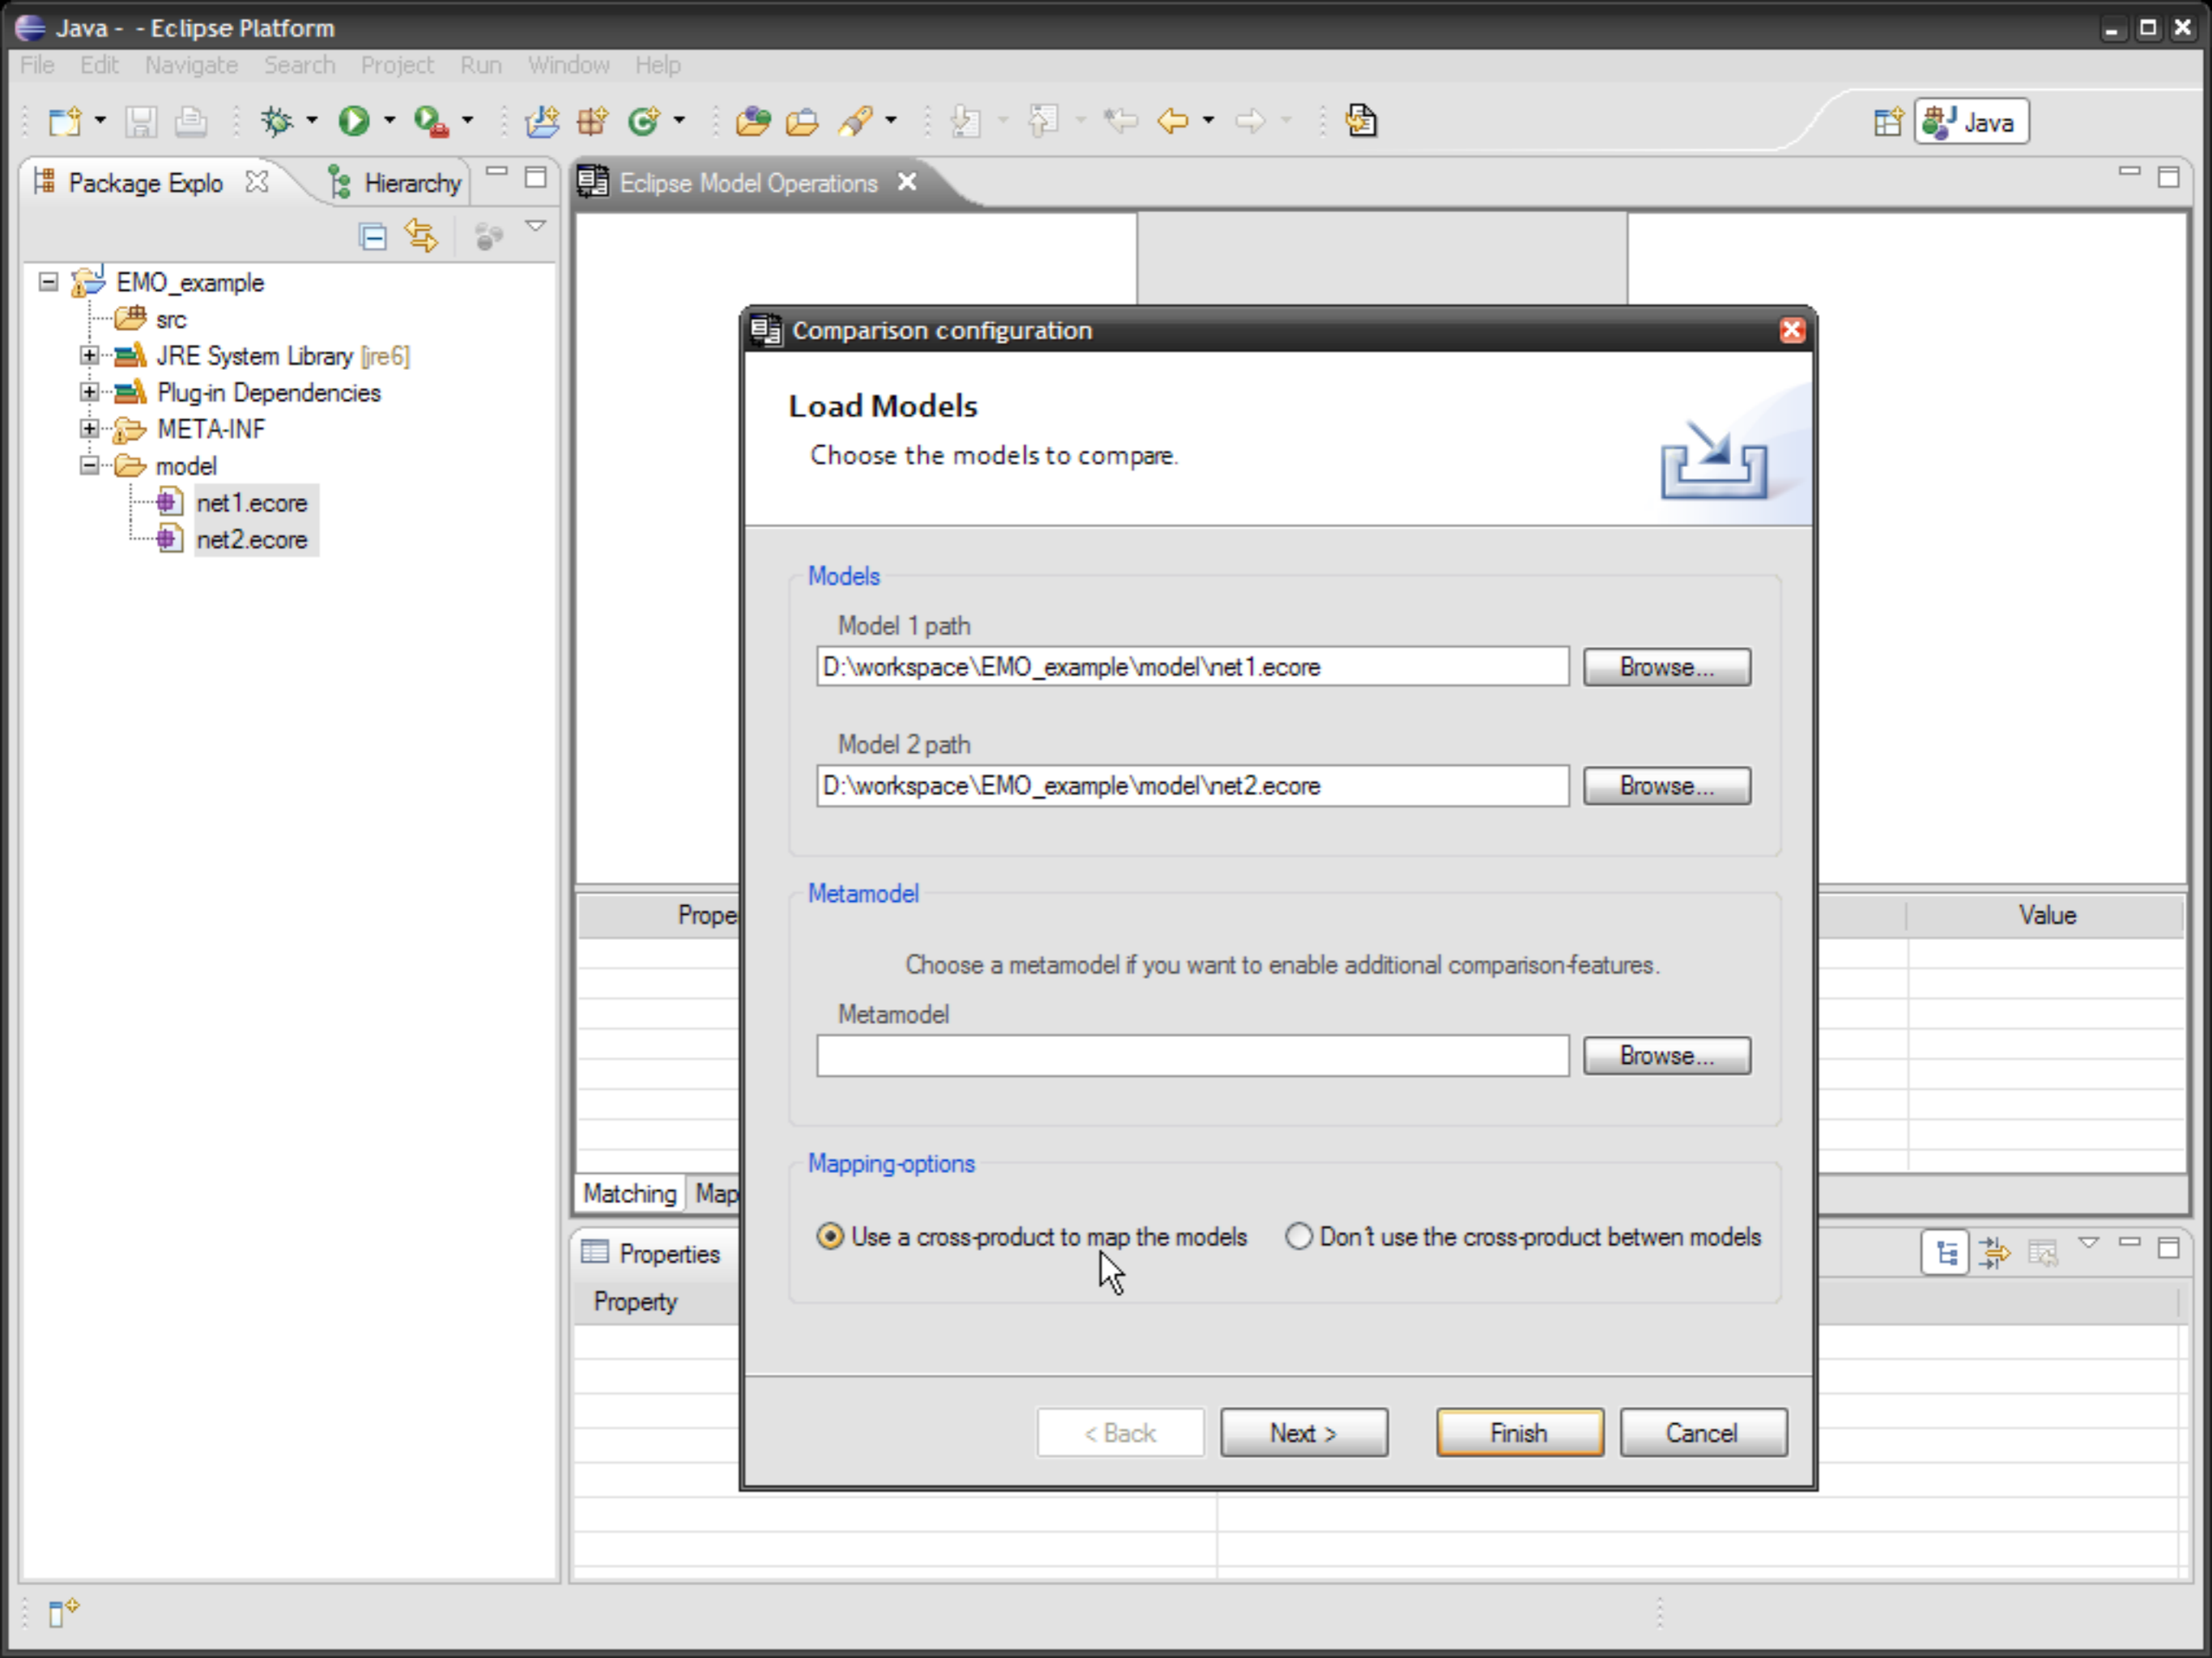 Java - - Eclipse Platform
File Edit Navigate Search Project Run Window Help
Java
Package Explo
Hierarchy
Eclipse Model Operations
EMO_example
src
JRE System Library [jre6]
Plug-in Dependencies
META-INF
model
net1.ecore
net2.ecore
Comparison configuration
Load Models
Choose the models to compare.
Models
Model 1 path
D:\workspace\EMO_example\model\net1.ecore Browse...
Model 2 path
D:\workspace\EMO_example\model\net2.ecore Browse...
Metamodel
Choose a metamodel if you want to enable additional comparison-features.
Metamodel
Browse...
Mapping-options
Use a cross-product to map the models Don't use the cross-product betwen models
< Back Next > Finish Cancel
Prope Value
Matching Map
Properties
Property